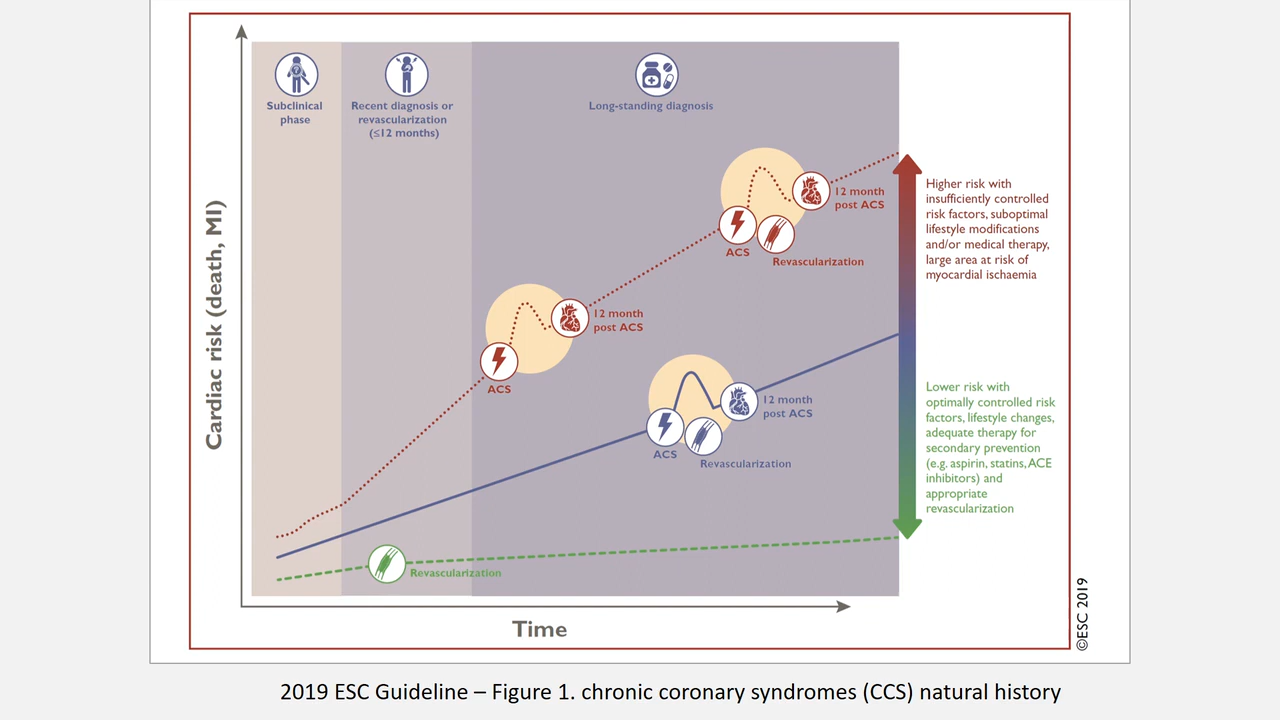 Cardiac risk (death, MI)
Subclinical
phase
Recent diagnosis or
revascularization
(≤12 months)
Long-standing diagnosis
12 month
post ACS
ACS
Revascularization
12 month
post ACS
ACS
12 month
post ACS
ACS
Revascularization
Revascularization
Higher risk with
insufficiently controlled
risk factors, suboptimal
lifestyle modifications
and/or medical therapy,
large area at risk of
myocardial ischaemia
Lower risk with
optimally controlled risk
factors, lifestyle changes,
adequate therapy for
secondary prevention
(e.g. aspirin, statins, ACE
inhibitors) and
appropriate
revascularization
Time
©ESC 2019
2019 ESC Guideline – Figure 1. chronic coronary syndromes (CCS) natural history